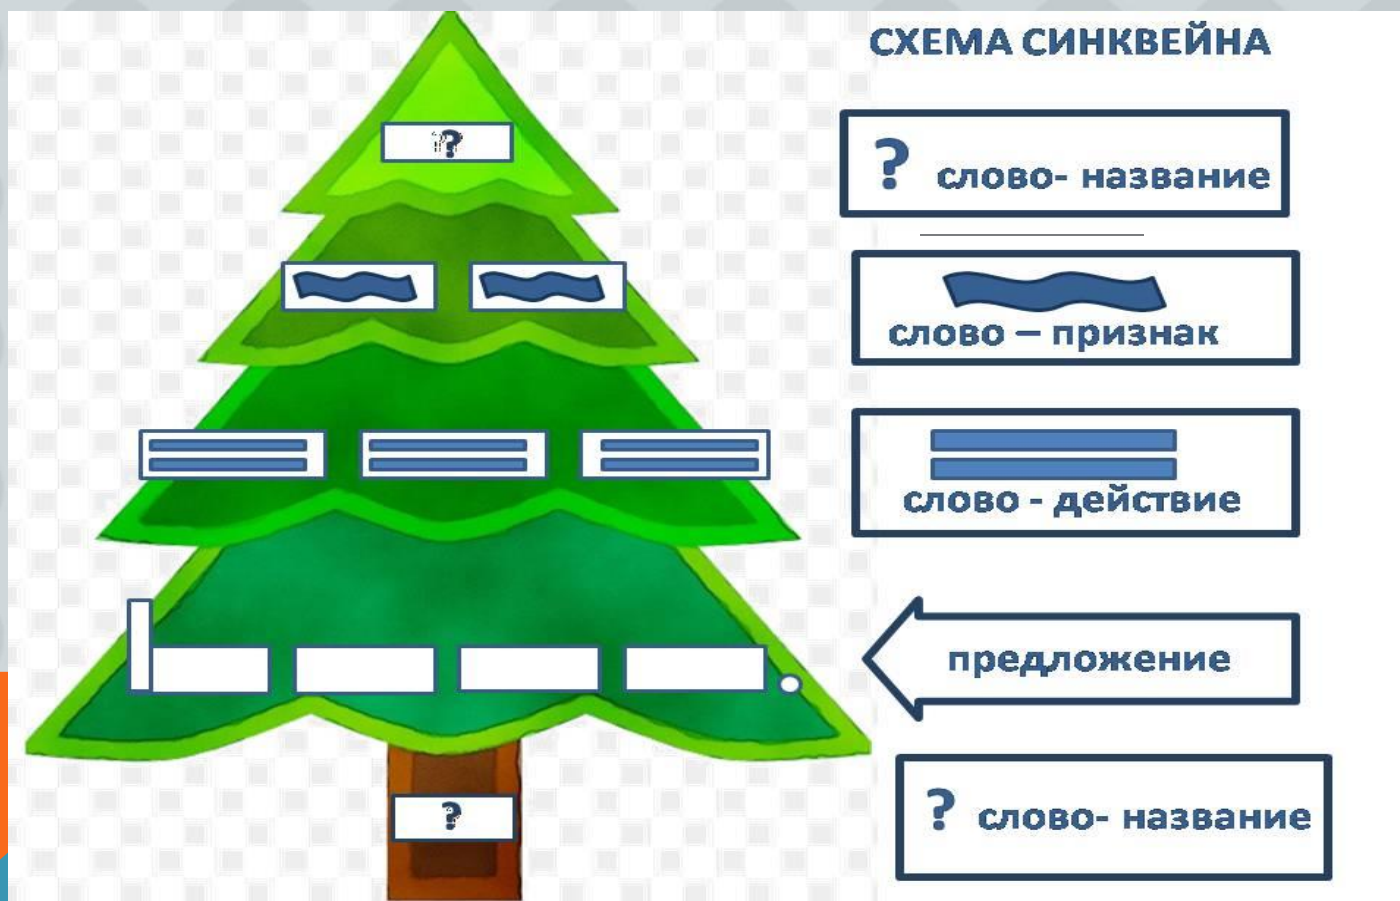 СХЕМА СИНКВЕЙНА
?
? слово- название
слово – признак
слово - действие
предложение
?
? слово- название